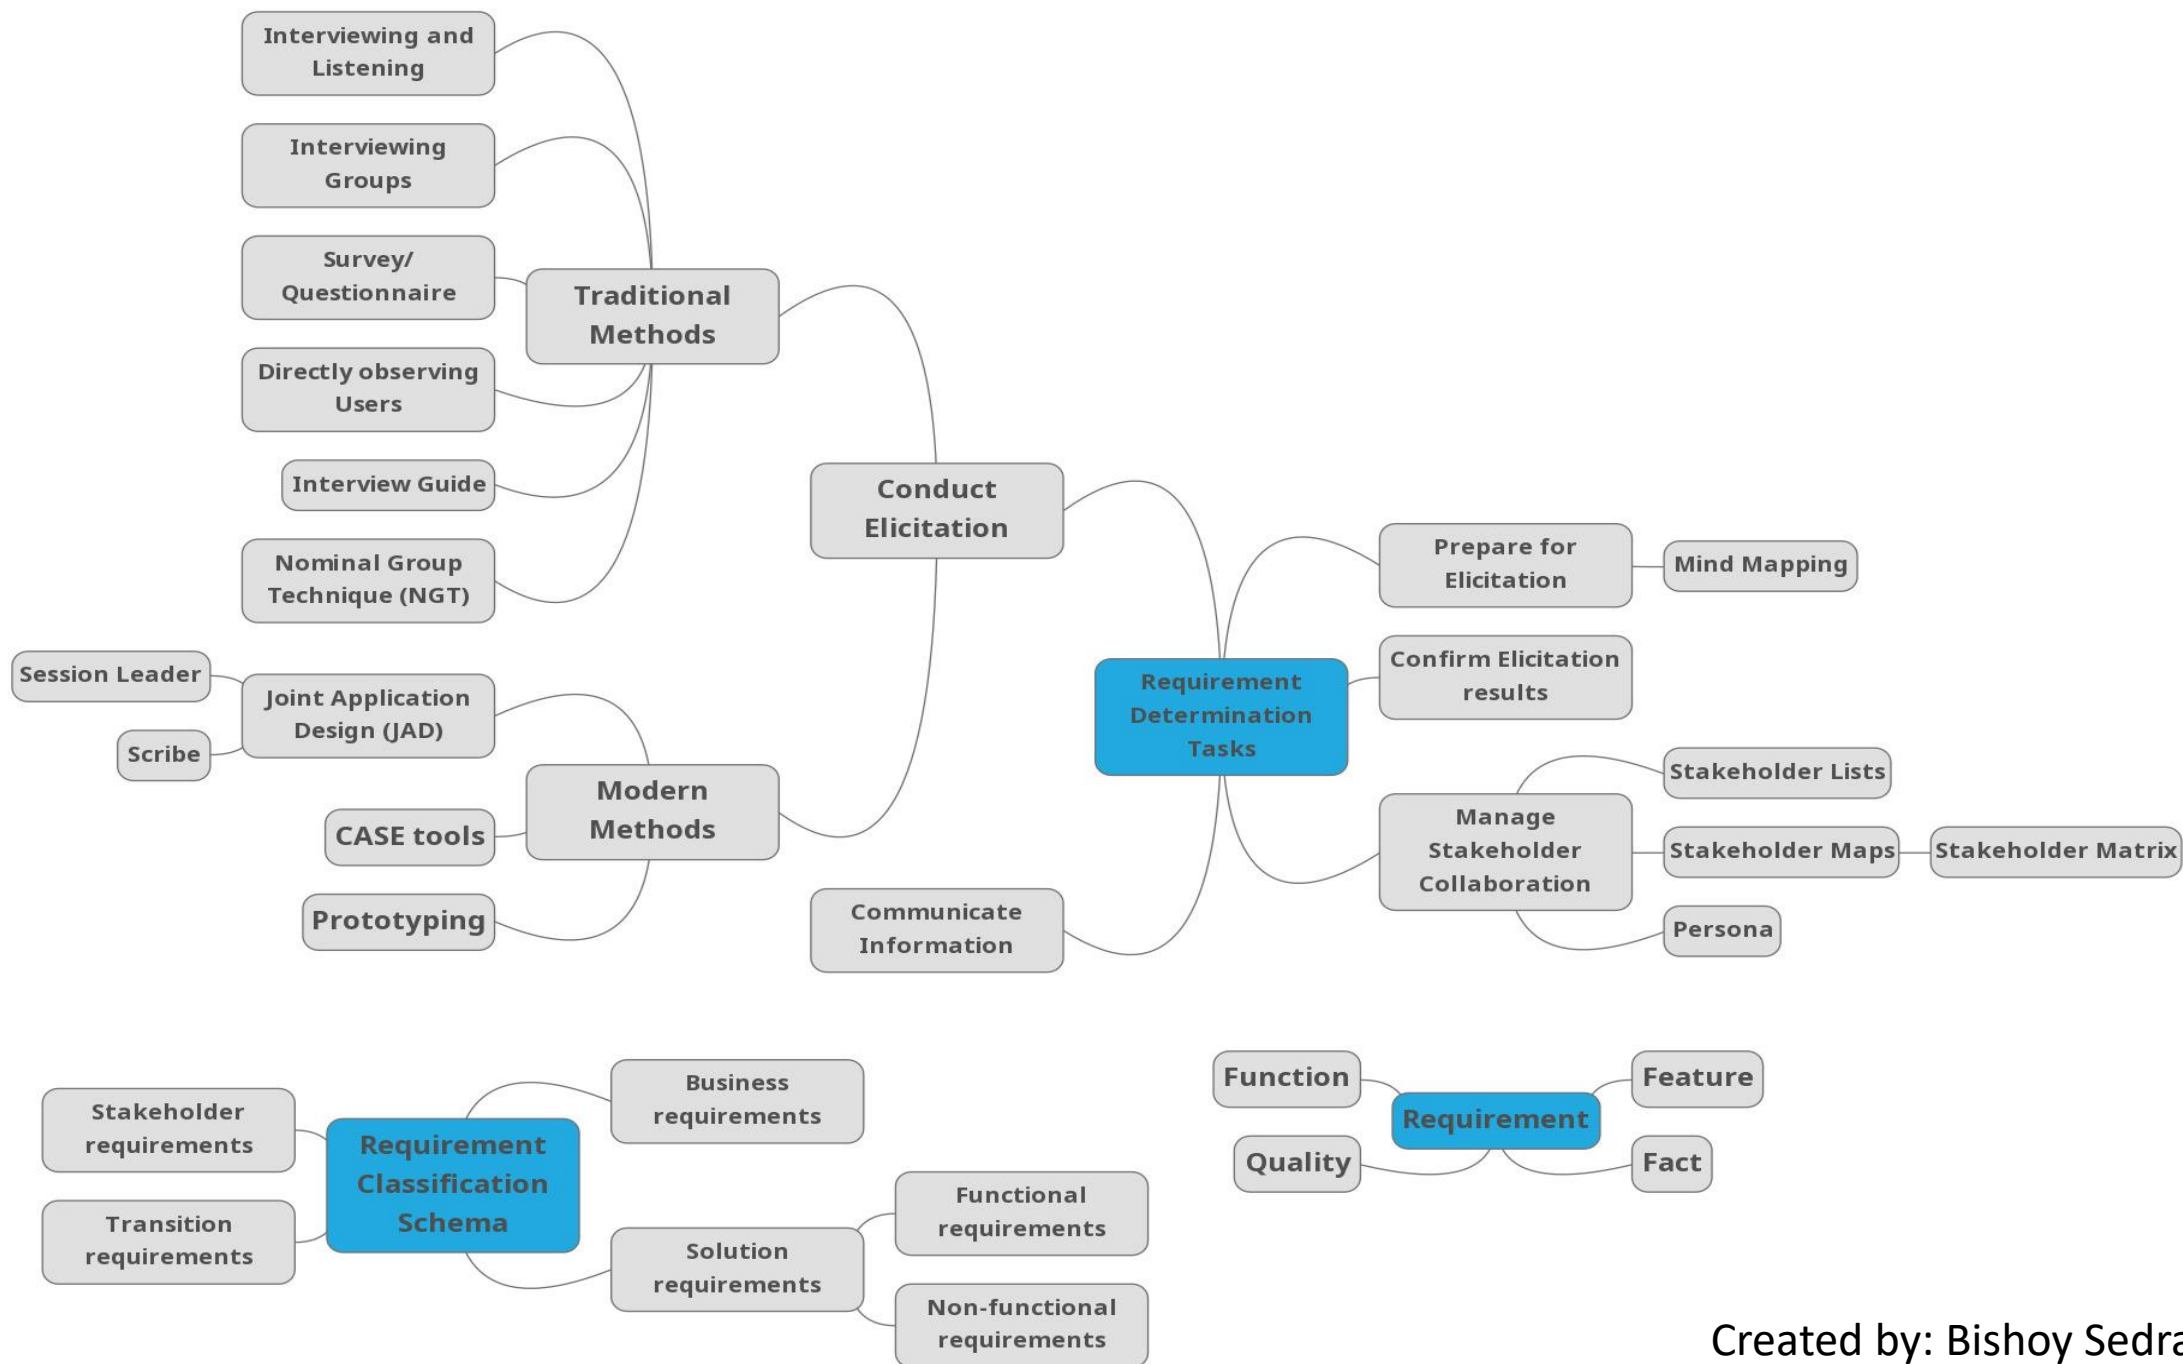 Interviewing and
Listening
Interviewing
Groups
Survey/
Questionnaire
Traditional
Methods
Directly observing
Users
Interview Guide
Nominal Group
Technique (NGT)
Conduct
Elicitation
Session Leader
Joint Application
Design (JAD)
Scribe
Modern
Methods
CASE tools
Prototyping
Communicate
Information
Requirement
Determination
Tasks
Prepare for
Elicitation
Mind Mapping
Confirm Elicitation
results
Manage
Stakeholder
Collaboration
Stakeholder Lists
Stakeholder Maps
Stakeholder Matrix
Persona
Stakeholder
requirements
Transition
requirements
Requirement
Classification
Schema
Business
requirements
Solution
requirements
Functional
requirements
Non-functional
requirements
Function
Quality
Requirement
Feature
Fact
Created by: Bishoy Sedra